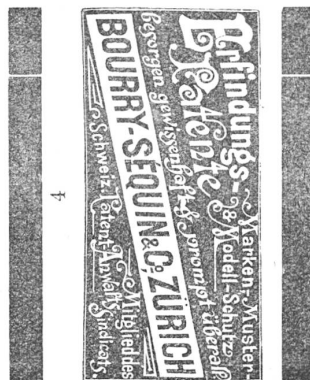 Erfindungs-
Patente
Marken-Muster-
& Modell-Schutz
besorgen gewissenhaft & prompt überall
BOURRY-SEQUIN & Co. ZÜRICH
Mitglied des
Schweiz. Patent-Anwalts Sindicats.
4